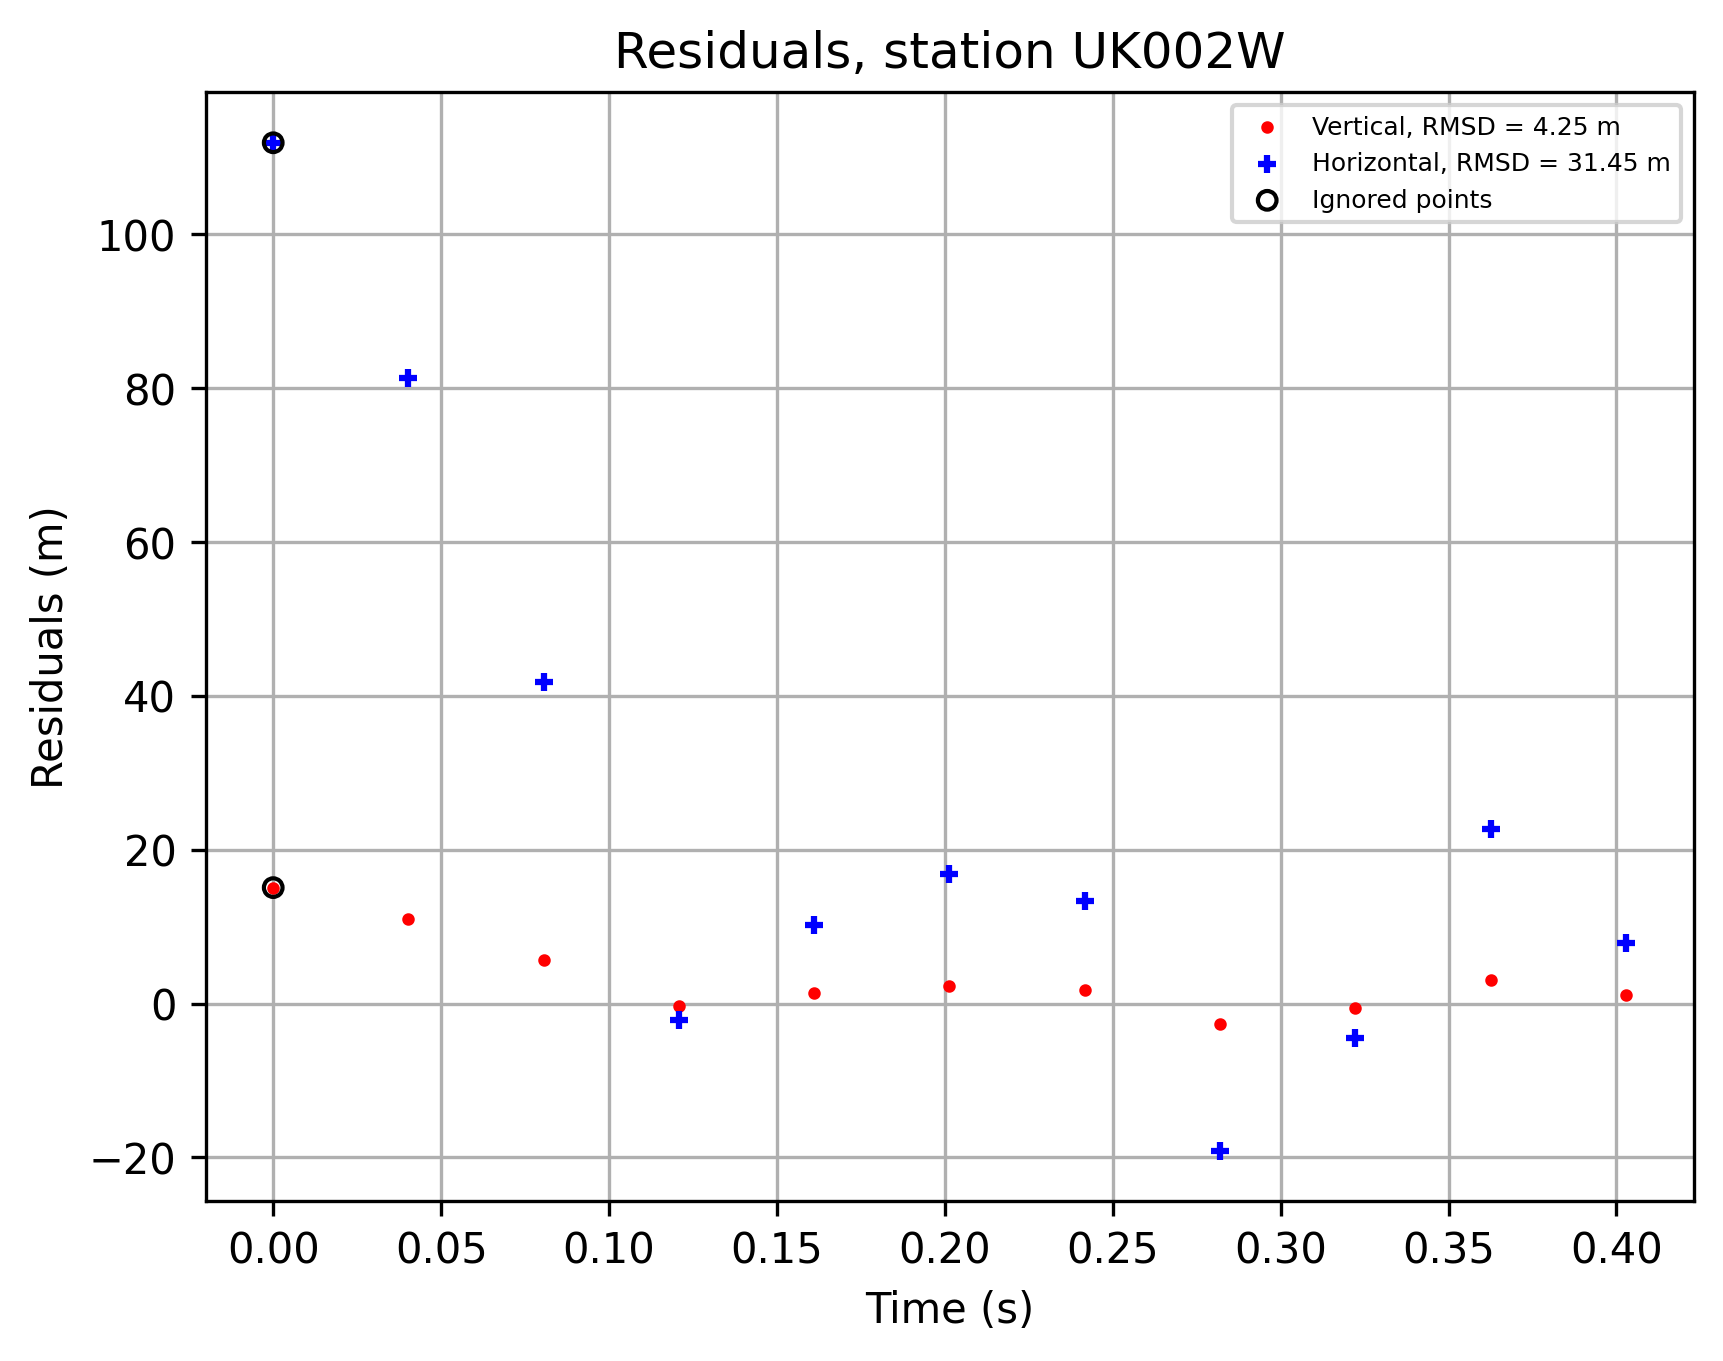 Residuals, station UK002W
Vertical, RMSD = 4.25 m
Horizontal, RMSD = 31.45 m
Ignored points
100
80
60
40
20
0
−20
Residuals (m)
0.00 0.05 0.10 0.15 0.20 0.25 0.30 0.35 0.40
Time (s)